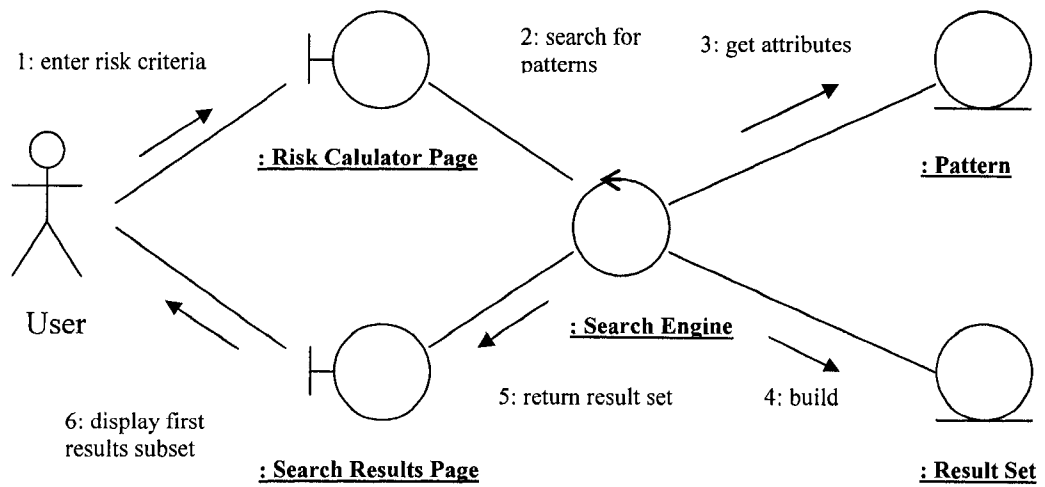 1: enter risk criteria
2: search for
patterns
3: get attributes
: Risk Calulator Page
: Pattern
User
: Search Engine
6: display first
results subset
5: return result set
4: build
: Search Results Page
: Result Set